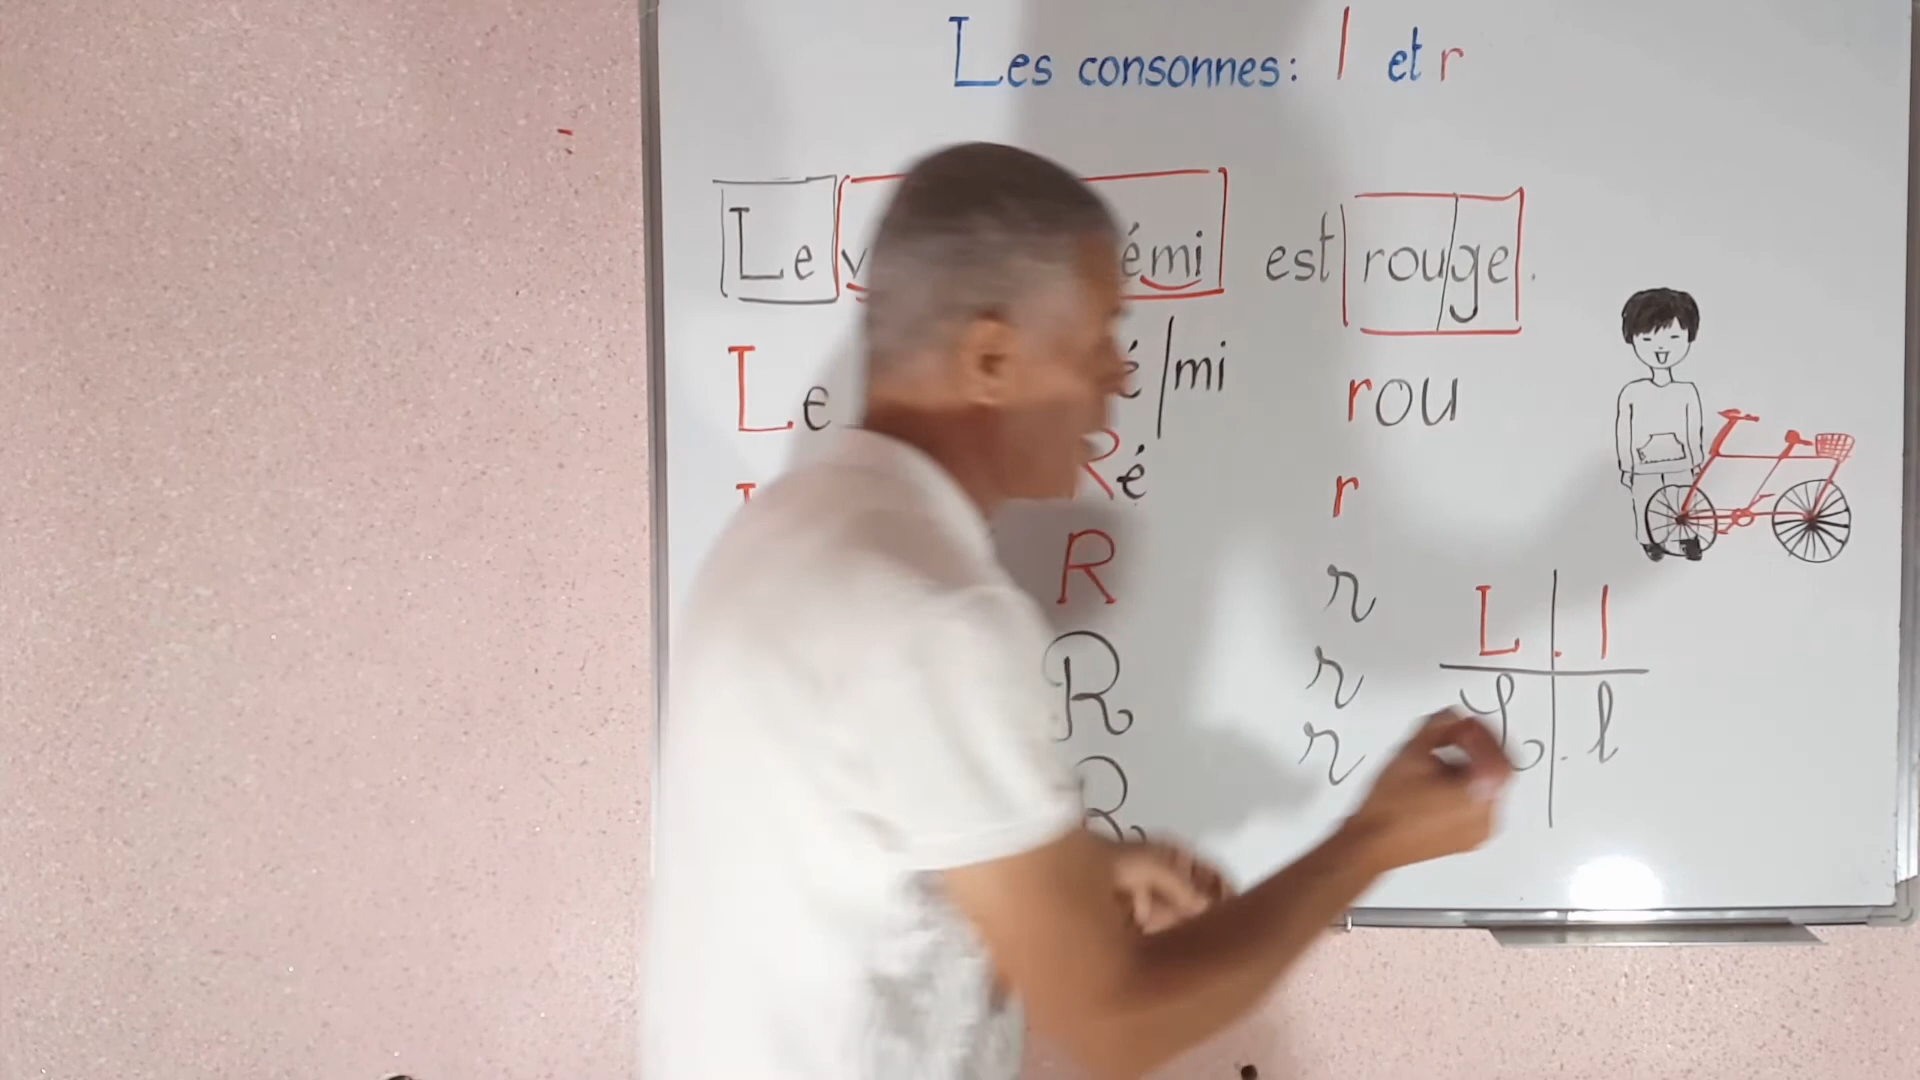 Les consonnes: l et r
Le émi est rouge.
Le é/mi rou
Ré r
R r
R r
R r
L l
L l